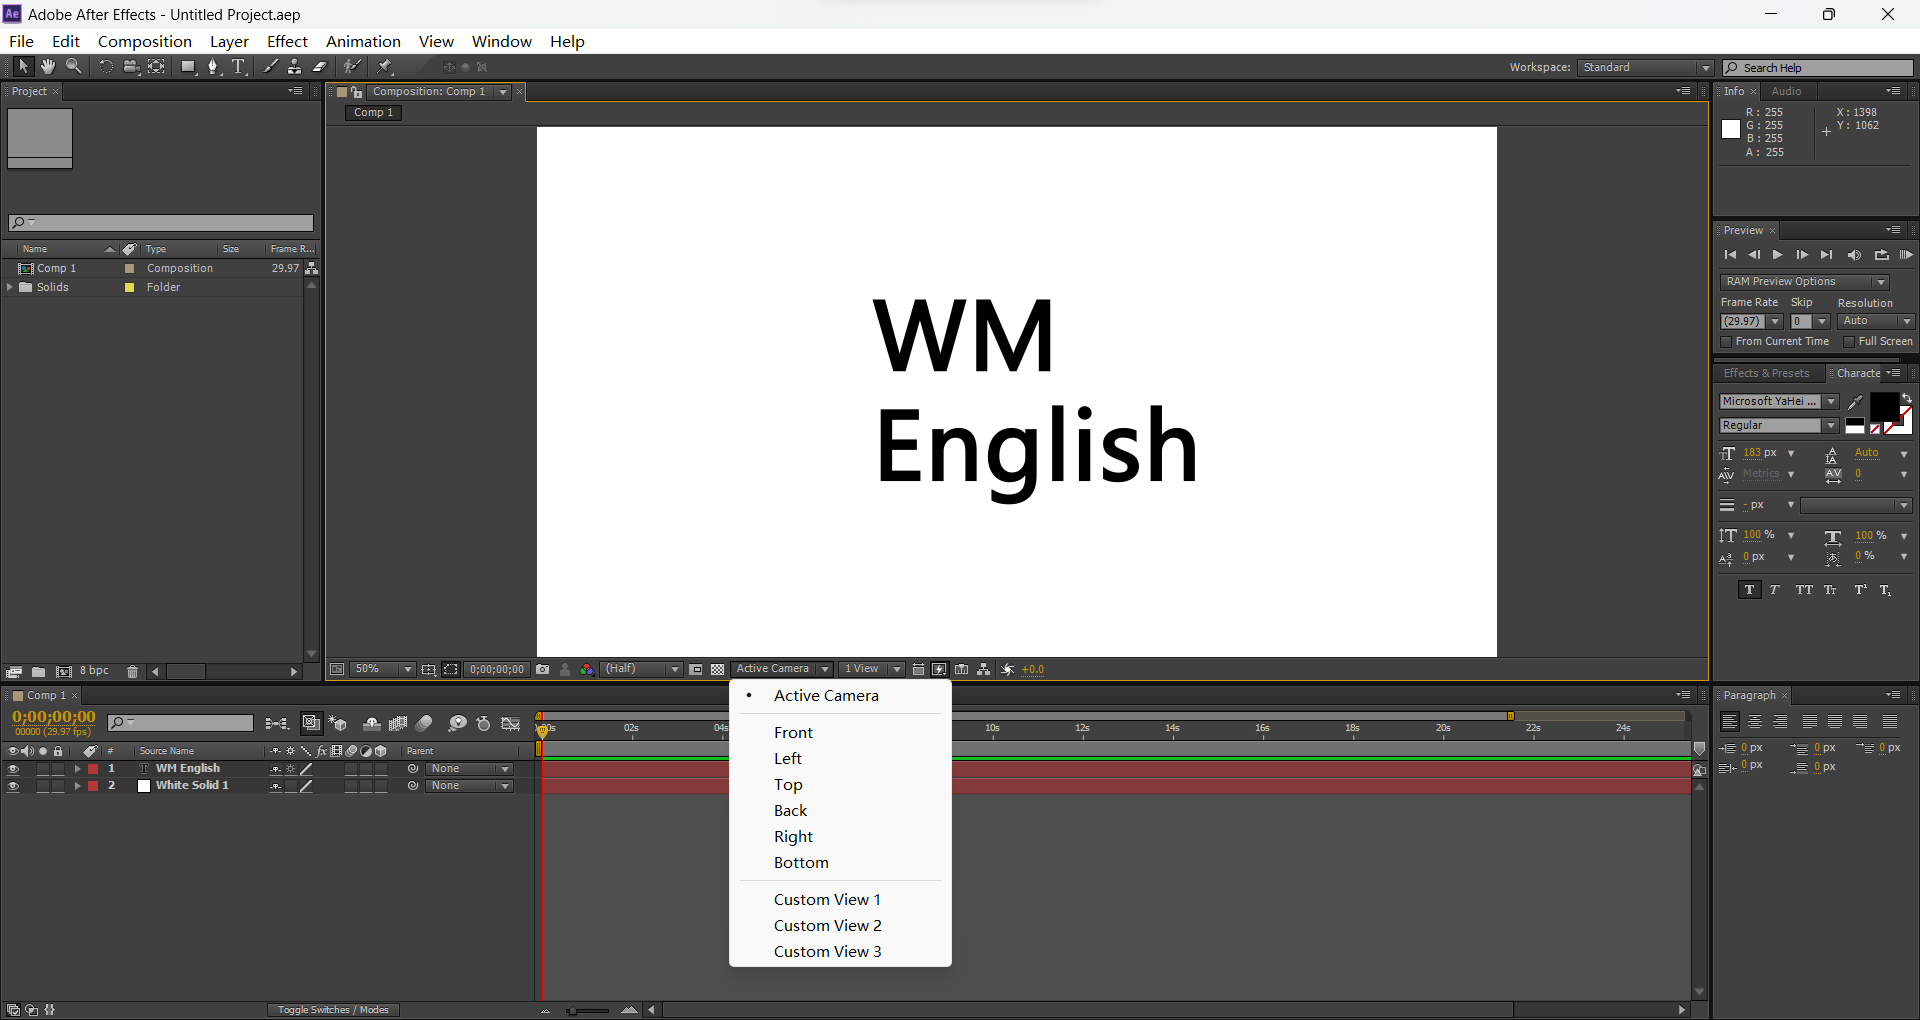 Ae Adobe After Effects - Untitled Project.aep
File Edit Composition Layer Effect Animation View Window Help
Workspace: Standard Search Help
Project × Composition: Comp 1 × Info × Audio
Comp 1
R: 255 X: 1398
G: 255 Y: 1062
B: 255
A: 255
WM
English
Preview ×
Name Type Size Frame R...
Comp 1 Composition 29.97
Solids Folder
RAM Preview Options
Frame Rate Skip Resolution
(29.97) 0 Auto
From Current Time Full Screen
Effects & Presets Characte
Microsoft YaHei ...
Regular
183 px Auto
Metrics 0
- px
100 % 100 %
0 px 0 %
T T TT Tт T¹ T₁
8 bpc 50% 0;00;00;00 (Half) Active Camera 1 View +0.0
Comp 1 ×
0;00;00;00
00000 (29.97 fps)
02s 04s 10s 12s 14s 16s 18s 20s 22s 24s
# Source Name fx Parent
1 T WM English None
2 White Solid 1 None
• Active Camera
Front
Left
Top
Back
Right
Bottom
Custom View 1
Custom View 2
Custom View 3
Paragraph ×
0 px 0 px 0 px
0 px 0 px
Toggle Switches / Modes